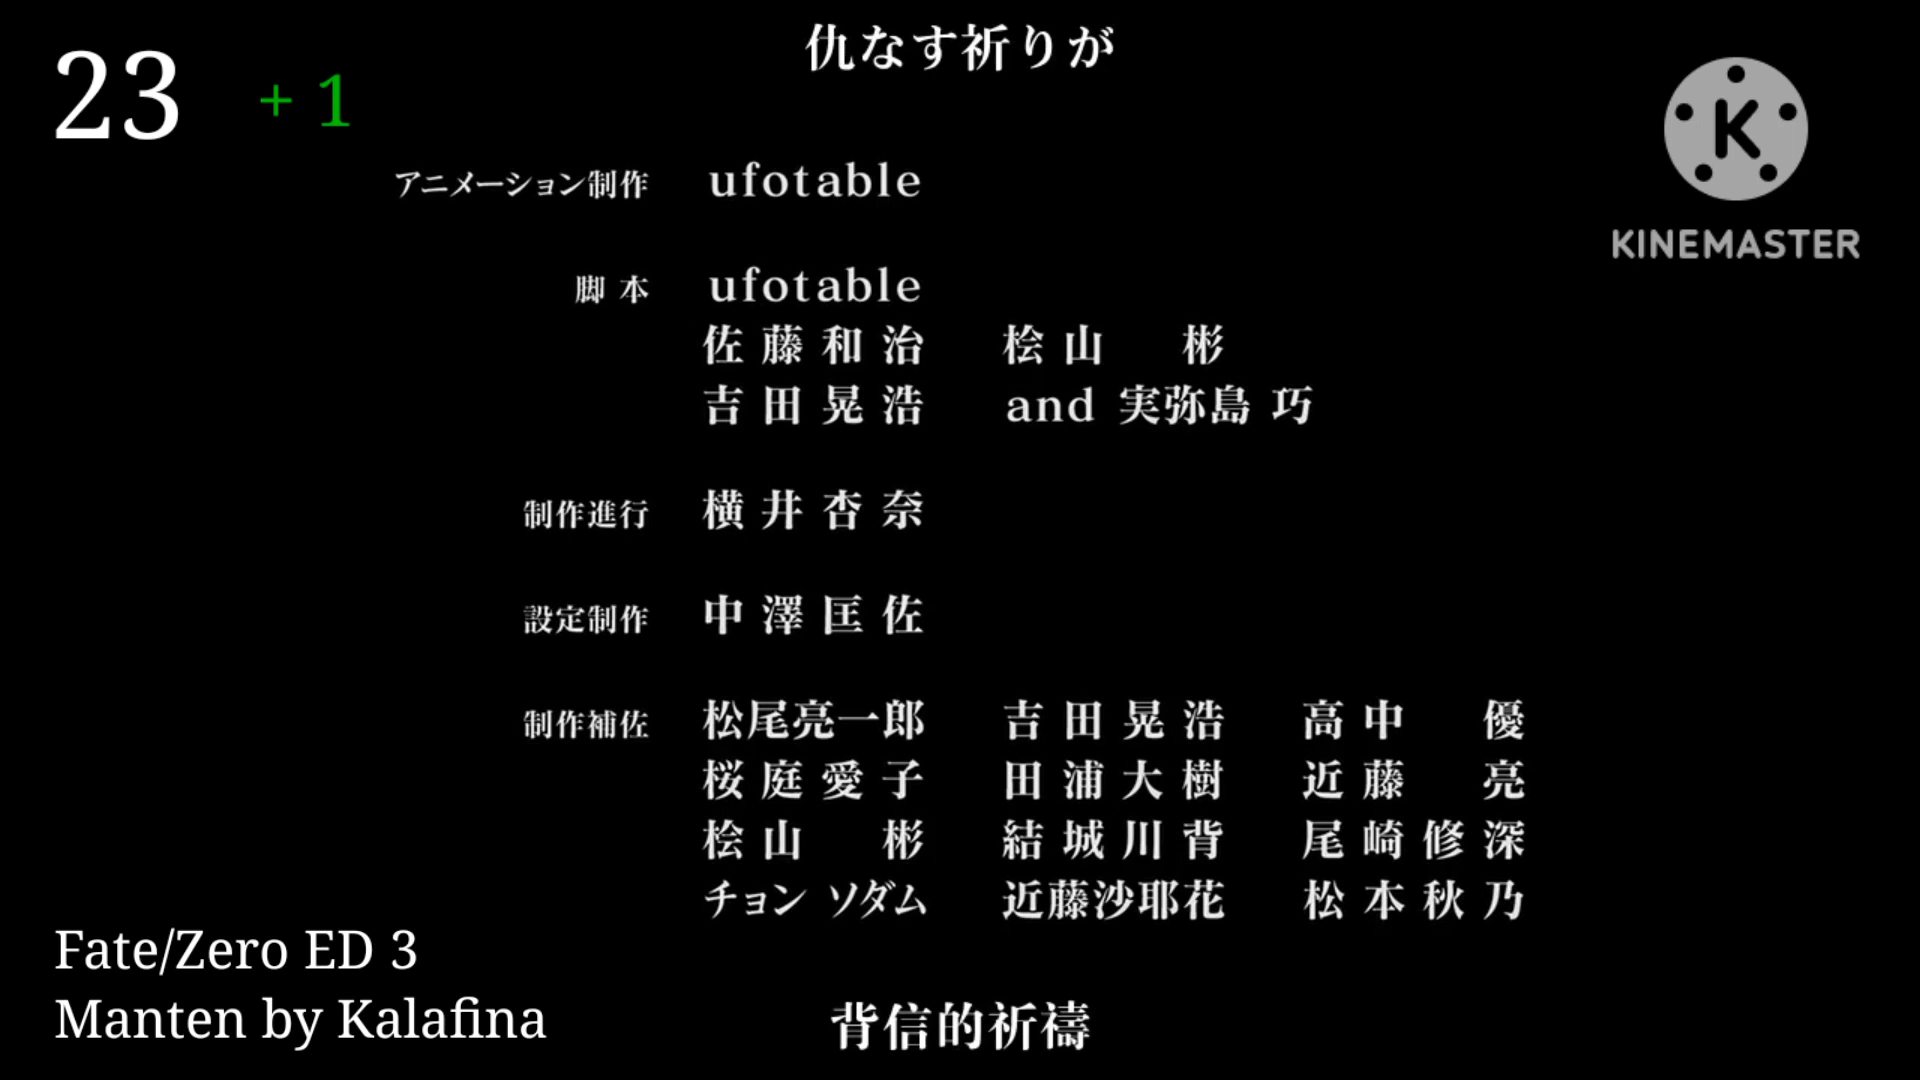 仇なす祈りが
23 + 1
アニメーション制作 ufotable
脚本 ufotable
佐藤和治 桧山 彬
吉田晃浩 and 実弥島 巧
KINEMASTER
制作進行 横井杏奈
設定制作 中澤匡佐
制作補佐 松尾亮一郎 吉田晃浩 高中 優
桜庭愛子 田浦大樹 近藤 亮
桧山 彬 結城川背 尾崎修深
チョン ソダム 近藤沙耶花 松本秋乃
Fate/Zero ED 3
Manten by Kalafina
背信的祈禱